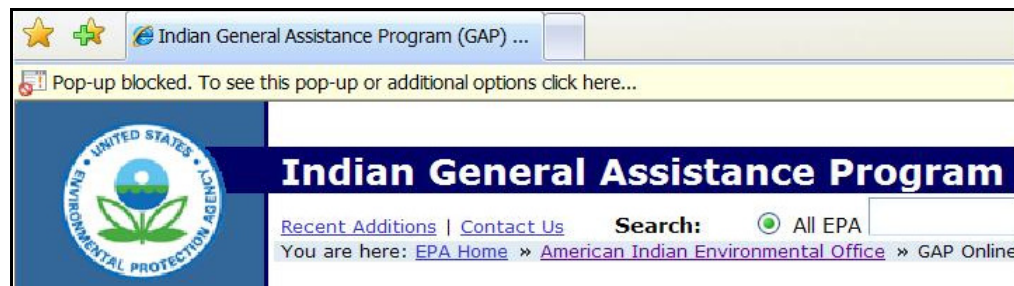 Indian General Assistance Program (GAP) ...
Pop-up blocked. To see this pop-up or additional options click here...
UNITED STATES
ENVIRONMENTAL PROTECTION AGENCY
Indian General Assistance Program
Recent Additions | Contact Us Search: All EPA
You are here: EPA Home » American Indian Environmental Office » GAP Online